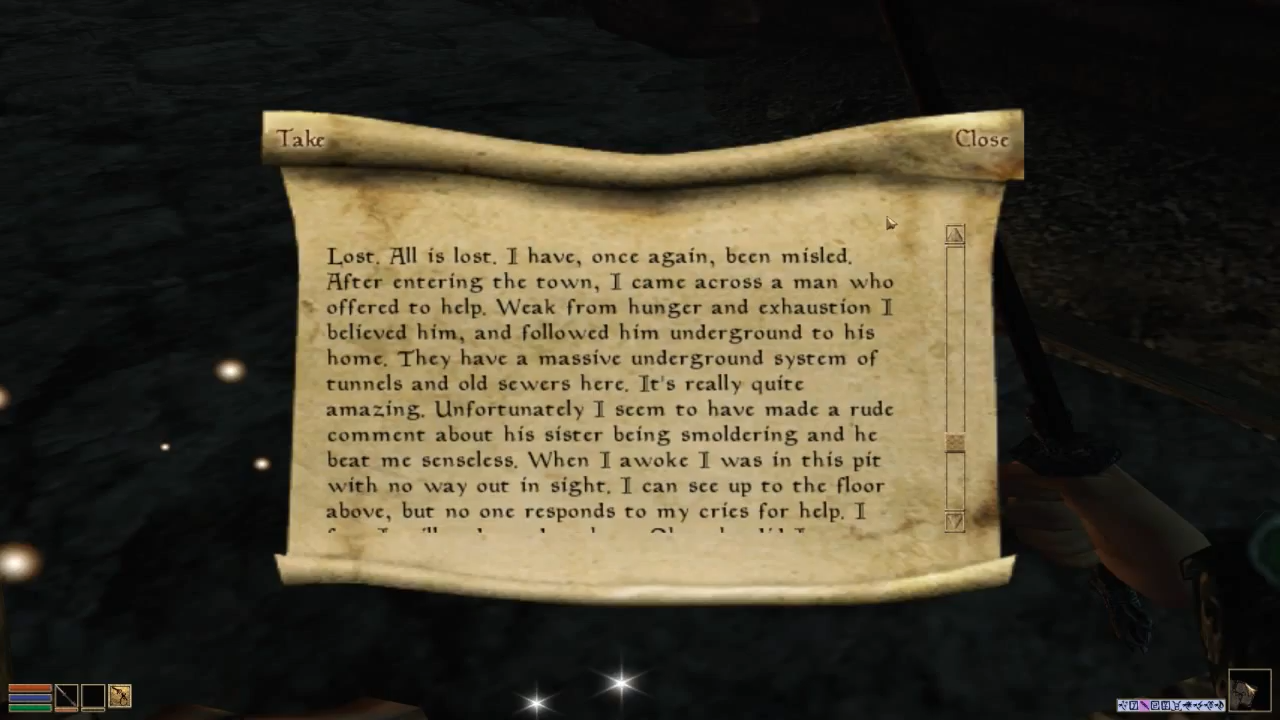 Take
Close
Lost. All is lost. I have, once again, been misled.
After entering the town, I came across a man who
offered to help. Weak from hunger and exhaustion I
believed him, and followed him underground to his
home. They have a massive underground system of
tunnels and old sewers here. It's really quite
amazing. Unfortunately I seem to have made a rude
comment about his sister being smoldering and he
beat me senseless. When I awoke I was in this pit
with no way out in sight. I can see up to the floor
above, but no one responds to my cries for help. I